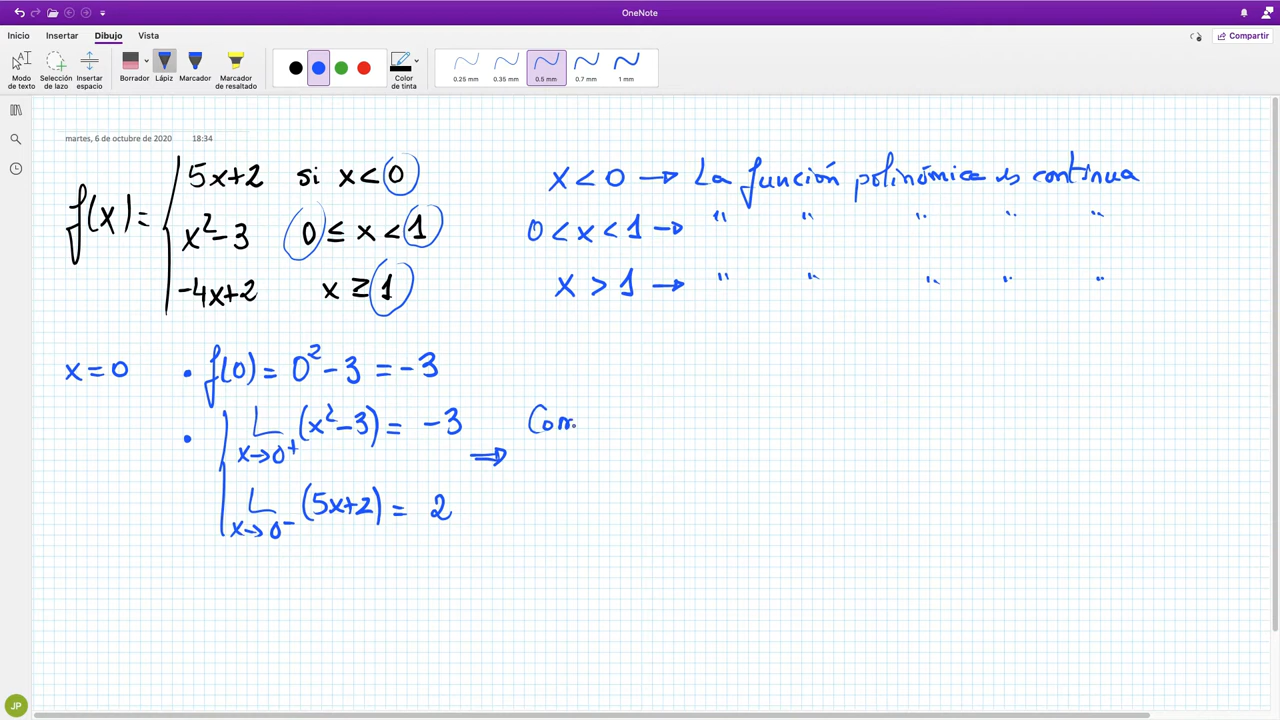 OneNote
Inicio Insertar Dibujo Vista
Compartir
Modo de texto
Selección de lazo
Insertar espacio
Borrador
Lápiz
Marcador
Marcador de resaltado
Color de tinta
0.25 mm
0.35 mm
0.5 mm
0.7 mm
1 mm
martes, 6 de octubre de 2020 18:34
f(x) =
5x+2 si x < 0
x² - 3 0 ≤ x < 1
-4x+2 x ≥ 1
x < 0 → La función polinómica es continua
0 < x < 1 → " " " " "
x > 1 → " " " " "
x = 0 • f(0) = 0² - 3 = -3
• L x→0⁺ (x² - 3) = -3 ⇒ Com
L x→0⁻ (5x+2) = 2
JP